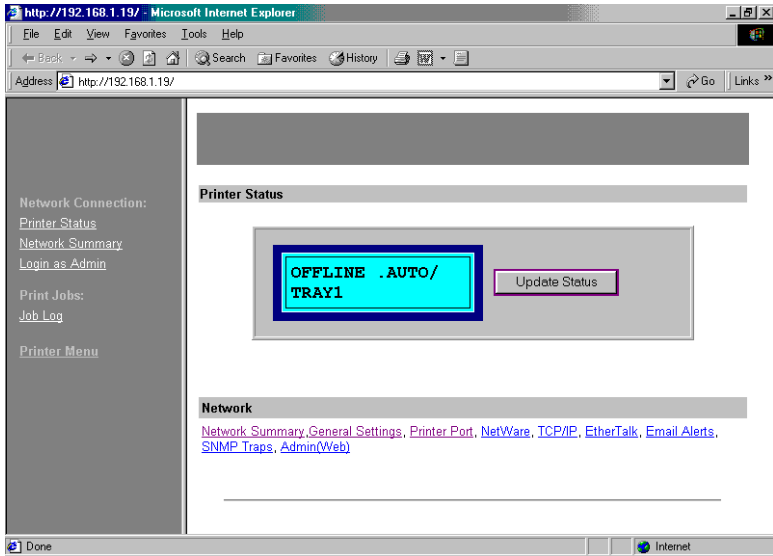 http://192.168.1.19/ - Microsoft Internet Explorer
File Edit View Favorites Tools Help
Back Search Favorites History
Address http://192.168.1.19/ Go Links »
Network Connection:
Printer Status
Network Summary
Login as Admin
Print Jobs:
Job Log
Printer Menu
Printer Status
OFFLINE .AUTO/
TRAY1
Update Status
Network
Network Summary,General Settings, Printer Port, NetWare, TCP/IP, EtherTalk, Email Alerts,
SNMP Traps, Admin(Web)
Done Internet